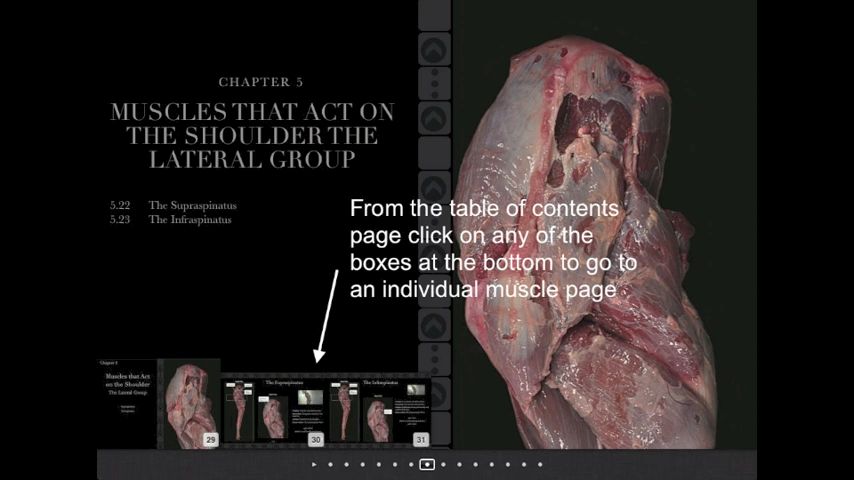 CHAPTER 5
MUSCLES THAT ACT ON
THE SHOULDER THE
LATERAL GROUP
5.22 The Supraspinatus
5.23 The Infraspinatus
From the table of contents
page click on any of the
boxes at the bottom to go to
an individual muscle page
Muscles that Act
on the Shoulder
The Lateral Group
The Supraspinatus
The Infraspinatus
29
30
31